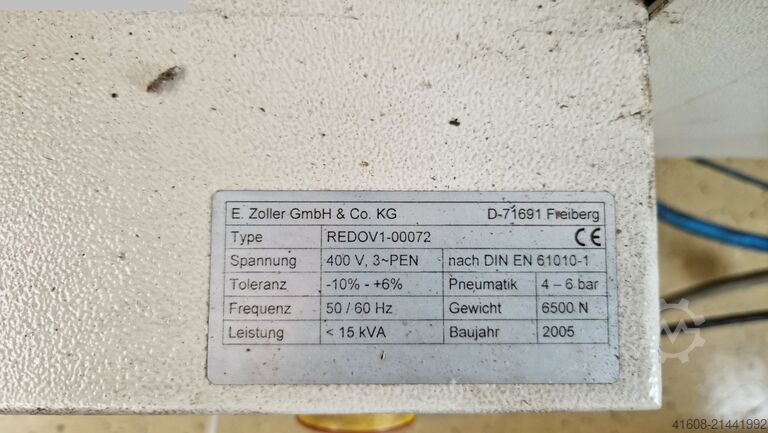 E. Zoller GmbH & Co. KG D-71691 Freiberg
Type REDOV1-00072 CE
Spannung 400 V, 3~PEN nach DIN EN 61010-1
Toleranz -10% - +6% Pneumatik 4 – 6 bar
Frequenz 50 / 60 Hz Gewicht 6500 N
Leistung < 15 kVA Baujahr 2005
41608-21441992